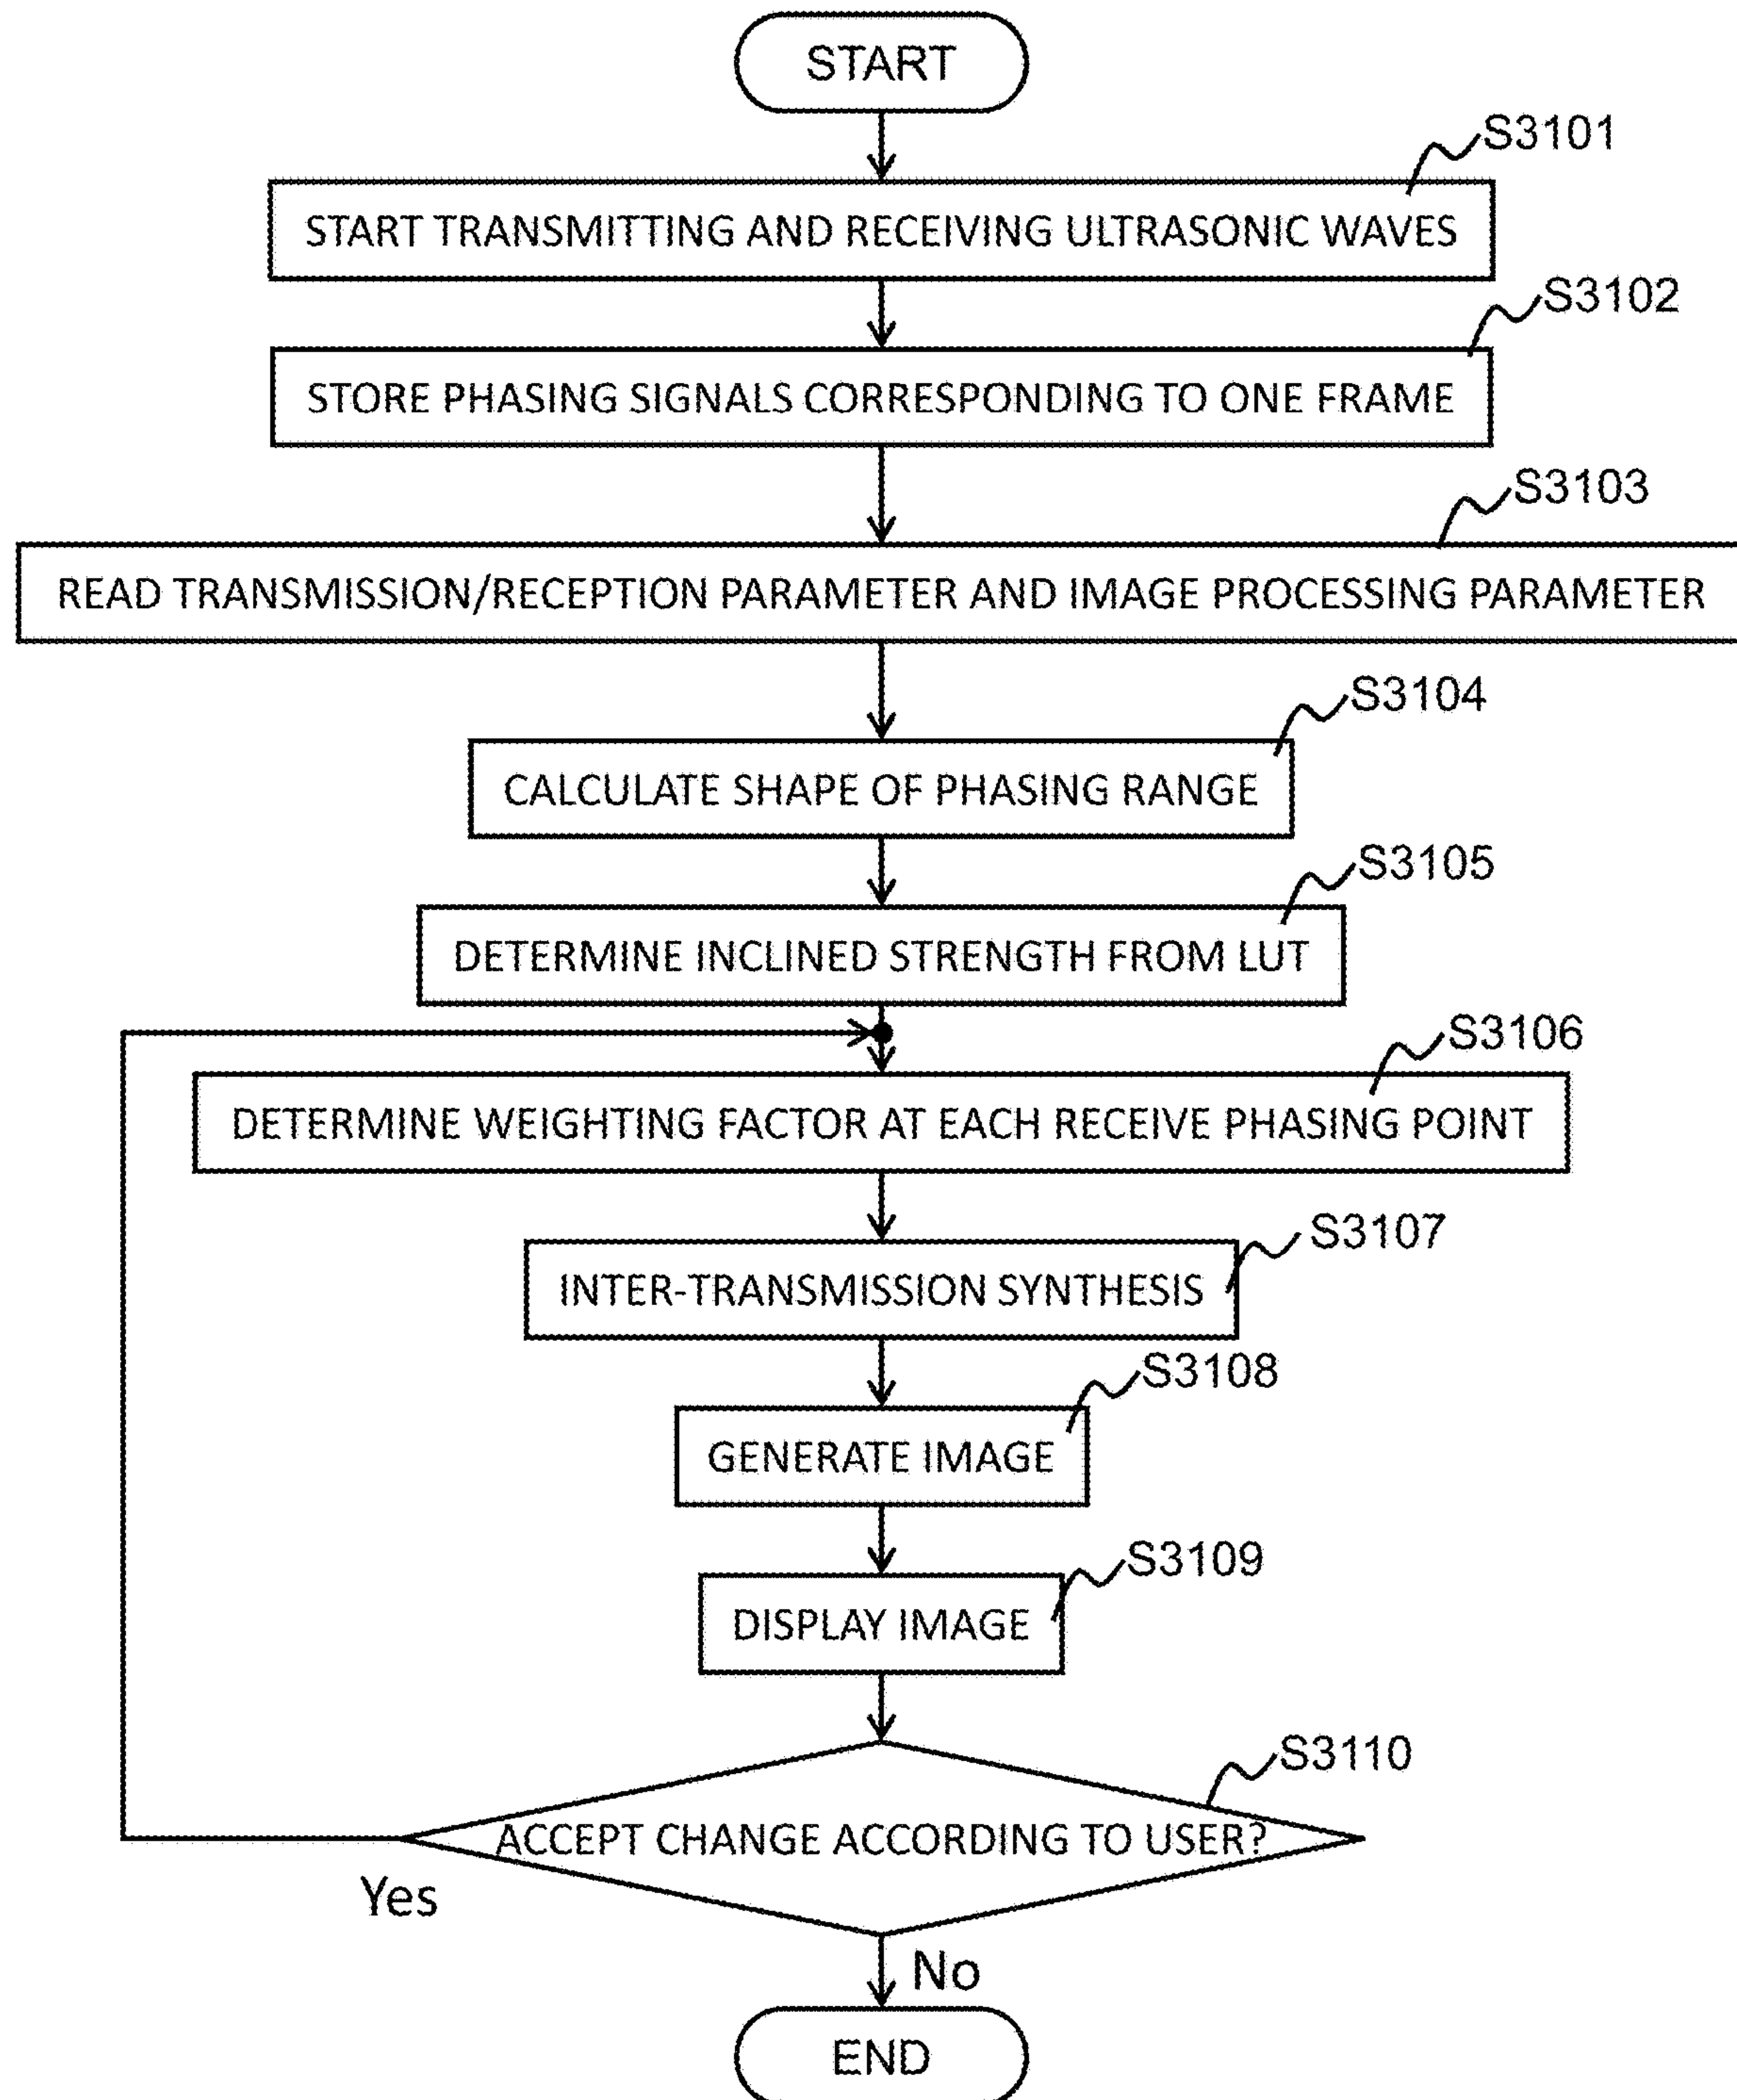 START
S3101
START TRANSMITTING AND RECEIVING ULTRASONIC WAVES
S3102
STORE PHASING SIGNALS CORRESPONDING TO ONE FRAME
S3103
READ TRANSMISSION/RECEPTION PARAMETER AND IMAGE PROCESSING PARAMETER
S3104
CALCULATE SHAPE OF PHASING RANGE
S3105
DETERMINE INCLINED STRENGTH FROM LUT
S3106
DETERMINE WEIGHTING FACTOR AT EACH RECEIVE PHASING POINT
S3107
INTER-TRANSMISSION SYNTHESIS
S3108
GENERATE IMAGE
S3109
DISPLAY IMAGE
S3110
ACCEPT CHANGE ACCORDING TO USER?
Yes
No
END